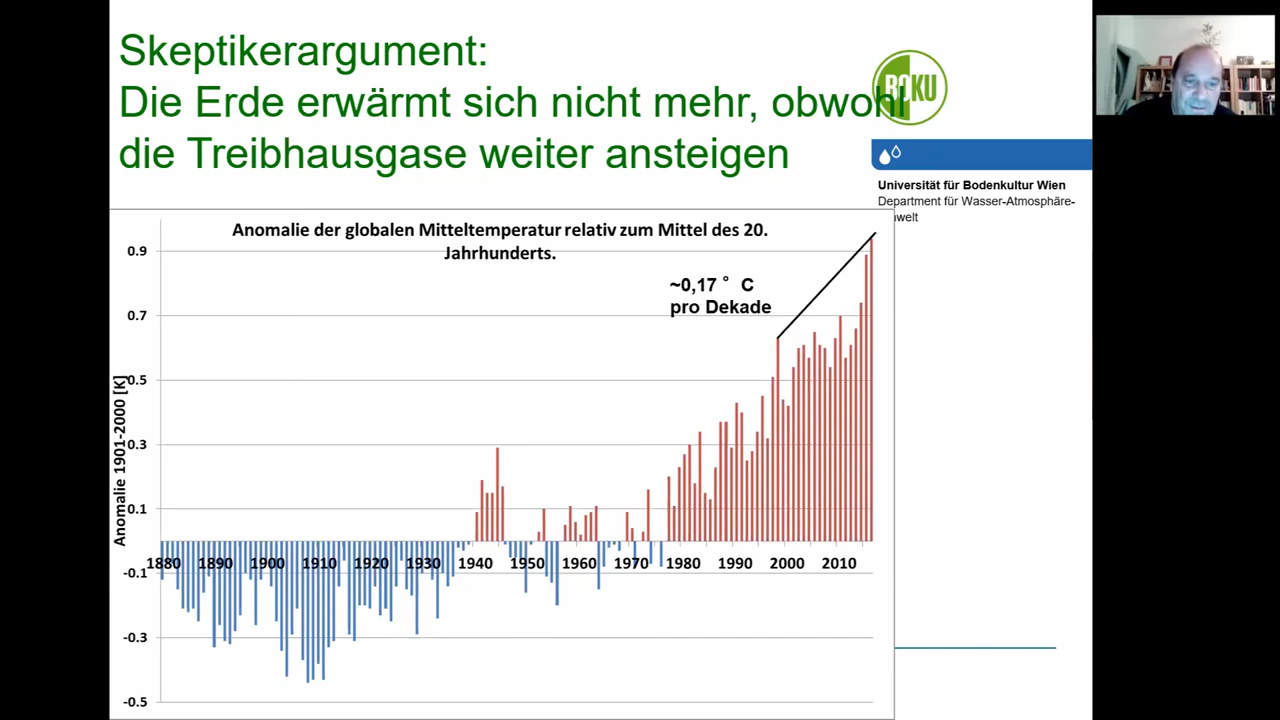 Skeptikerargument:
Die Erde erwärmt sich nicht mehr, obwohl
die Treibhausgase weiter ansteigen
BOKU
Universität für Bodenkultur Wien
Department für Wasser-Atmosphäre-
Anomalie der globalen Mitteltemperatur relativ zum Mittel des 20.
Jahrhunderts.
~0,17 ° C
pro Dekade
Anomalie 1901-2000 [K]
0.9
0.7
0.5
0.3
0.1
-0.1
-0.3
-0.5
1880 1890 1900 1910 1920 1930 1940 1950 1960 1970 1980 1990 2000 2010